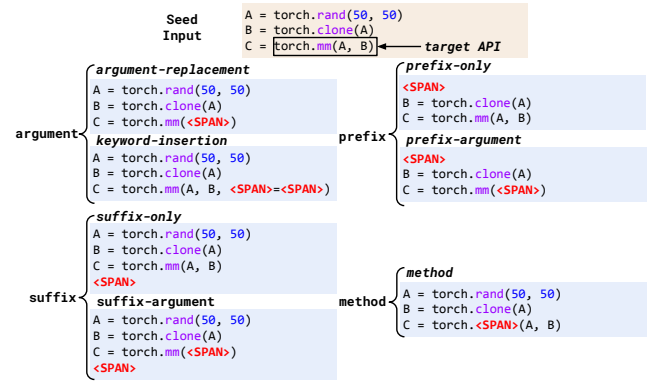 Seed
Input
A = torch.rand(50, 50)
B = torch.clone(A)
C = torch.mm(A, B)
target API
argument
argument-replacement
A = torch.rand(50, 50)
B = torch.clone(A)
C = torch.mm(<SPAN>)
keyword-insertion
A = torch.rand(50, 50)
B = torch.clone(A)
C = torch.mm(A, B, <SPAN>=<SPAN>)
prefix
prefix-only
<SPAN>
B = torch.clone(A)
C = torch.mm(A, B)
prefix-argument
<SPAN>
B = torch.clone(A)
C = torch.mm(<SPAN>)
suffix
suffix-only
A = torch.rand(50, 50)
B = torch.clone(A)
C = torch.mm(A, B)
<SPAN>
suffix-argument
A = torch.rand(50, 50)
B = torch.clone(A)
C = torch.mm(<SPAN>)
<SPAN>
method
method
A = torch.rand(50, 50)
B = torch.clone(A)
C = torch.<SPAN>(A, B)